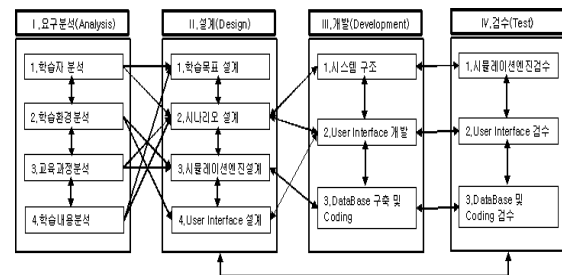 Ⅰ.요구분석(Analysis)
1.학습자 분석
2.학습환경분석
3.교육과정분석
4.학습내용분석
Ⅱ.설계(Design)
1.학습목표 설계
2.시나리오 설계
3.시뮬레이션엔진설계
4.User Interface 설계
Ⅲ.개발(Development)
1.시스템 구조
2.User Interface 개발
3.DataBase 구축 및
Coding
Ⅳ.검수(Test)
1.시뮬레이션엔진검수
2.User Interface 검수
3.DataBase 및
Coding 검수